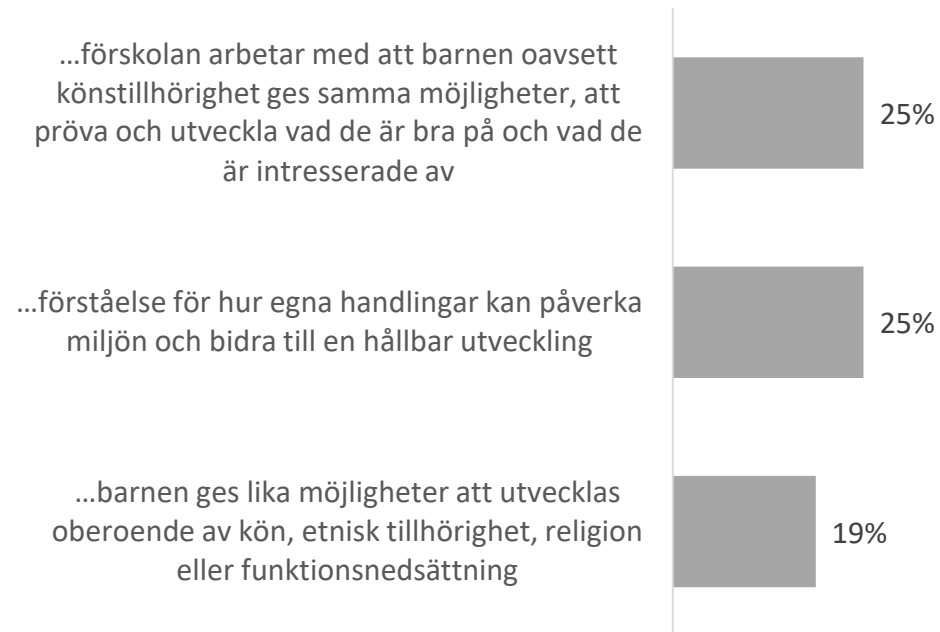 …förskolan arbetar med att barnen oavsett
könstillhörighet ges samma möjligheter, att
pröva och utveckla vad de är bra på och vad de
är intresserade av
25%
…förståelse för hur egna handlingar kan påverka
miljön och bidra till en hållbar utveckling
25%
…barnen ges lika möjligheter att utvecklas
oberoende av kön, etnisk tillhörighet, religion
eller funktionsnedsättning
19%